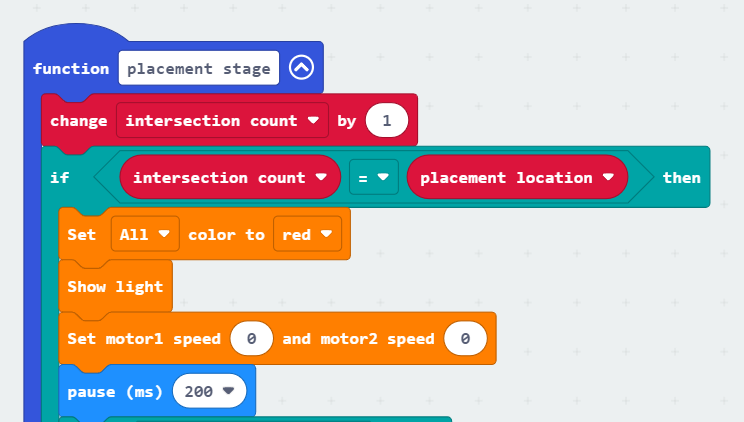 function placement stage
change intersection count by 1
if intersection count = placement location then
Set All color to red
Show light
Set motor1 speed 0 and motor2 speed 0
pause (ms) 200